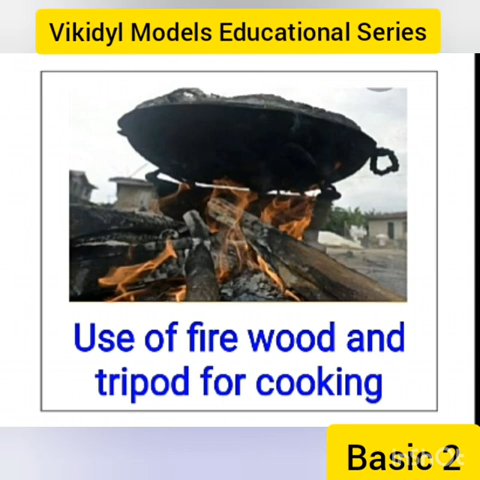 Vikidyl Models Educational Series
Use of fire wood and
tripod for cooking
Basic 2